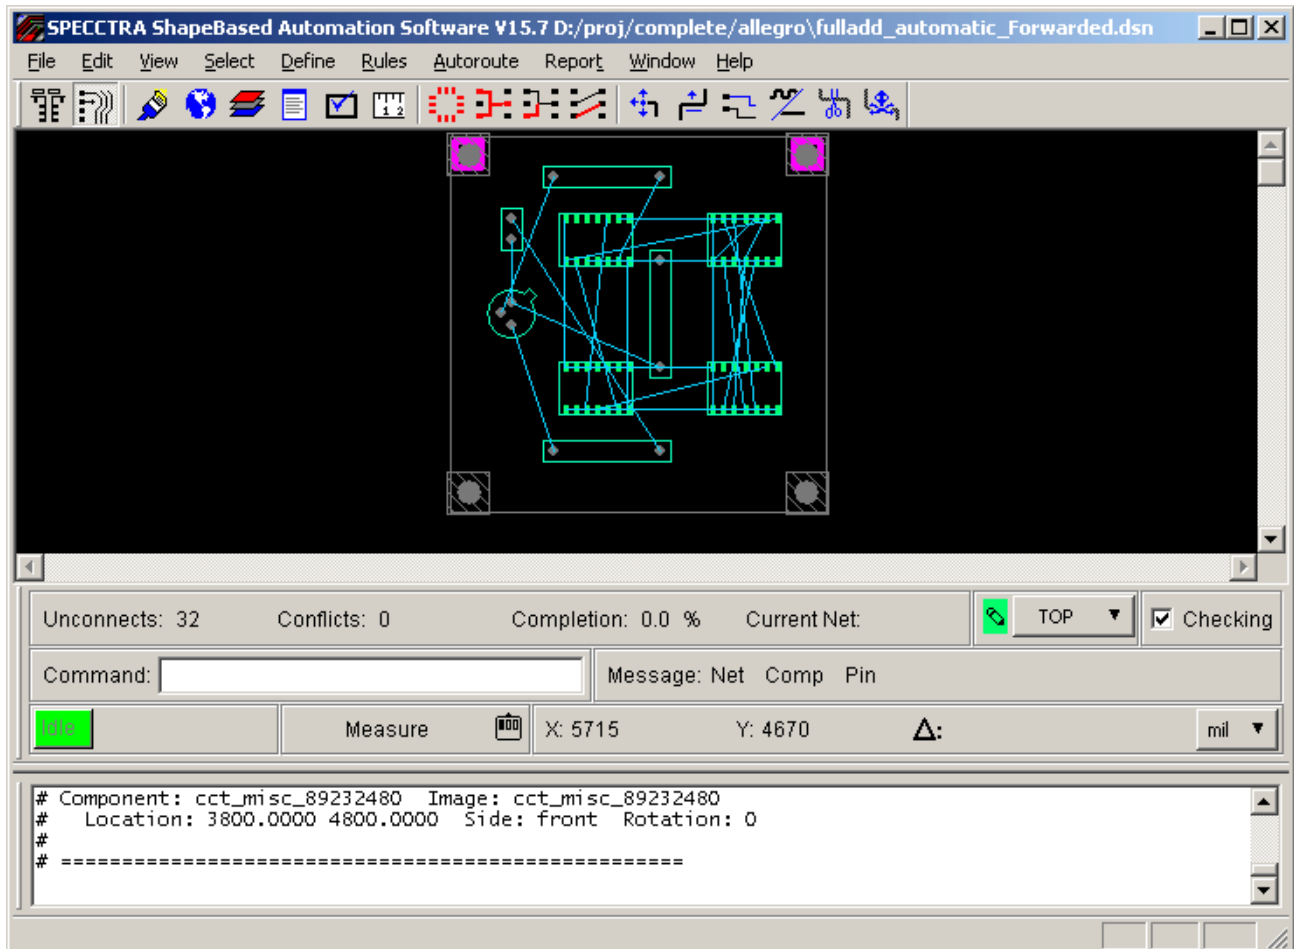 SPECCTRA ShapeBased Automation Software V15.7 D:/proj/complete/allegro\fulladd_automatic_Forwarded.dsn
File Edit View Select Define Rules Autoroute Report Window Help
Unconnects: 32 Conflicts: 0 Completion: 0.0 % Current Net: TOP Checking
Command: Message: Net Comp Pin
Idle Measure X: 5715 Y: 4670 Δ: mil
# Component: cct_misc_89232480 Image: cct_misc_89232480
# Location: 3800.0000 4800.0000 Side: front Rotation: 0
#
# ==================================================